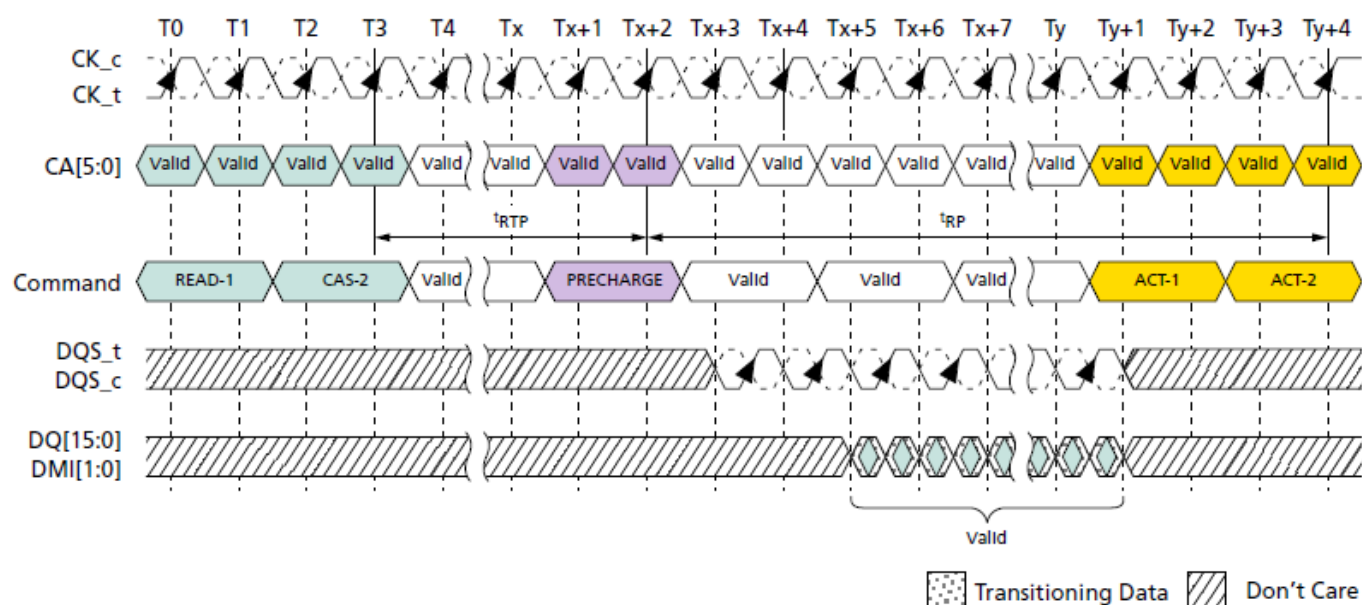 T0 T1 T2 T3 T4 Tx Tx+1 Tx+2 Tx+3 Tx+4 Tx+5 Tx+6 Tx+7 Ty Ty+1 Ty+2 Ty+3 Ty+4
CK_c
CK_t
CA[5:0] Valid Valid Valid Valid Valid Valid Valid Valid Valid Valid Valid Valid Valid Valid Valid Valid Valid Valid
tRTP tRP
Command READ-1 CAS-2 Valid PRECHARGE Valid Valid Valid ACT-1 ACT-2
DQS_t
DQS_c
DQ[15:0]
DMI[1:0]
Valid
Transitioning Data Don't Care